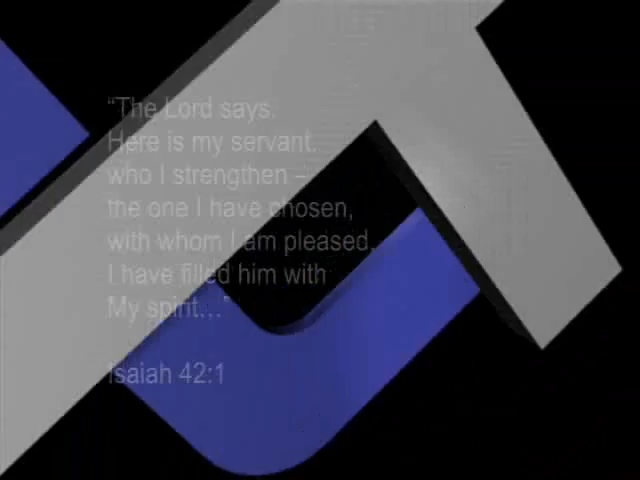 “The Lord says.
Here is my servant.
who I strengthen –
the one I have chosen,
with whom I am pleased.
I have filled him with
My spirit...”
Isaiah 42:1